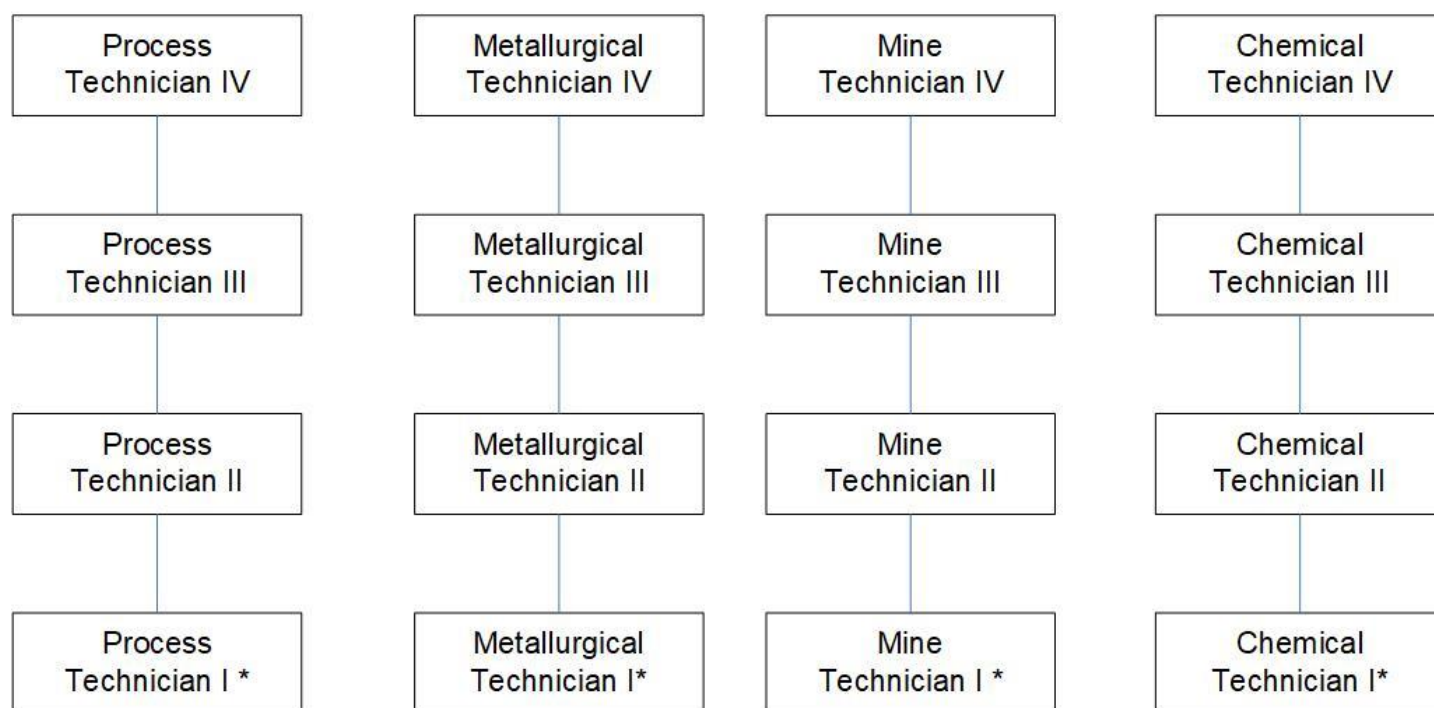 Process
Technician IV
Metallurgical
Technician IV
Mine
Technician IV
Chemical
Technician IV
Process
Technician III
Metallurgical
Technician III
Mine
Technician III
Chemical
Technician III
Process
Technician II
Metallurgical
Technician II
Mine
Technician II
Chemical
Technician II
Process
Technician I *
Metallurgical
Technician I*
Mine
Technician I *
Chemical
Technician I*